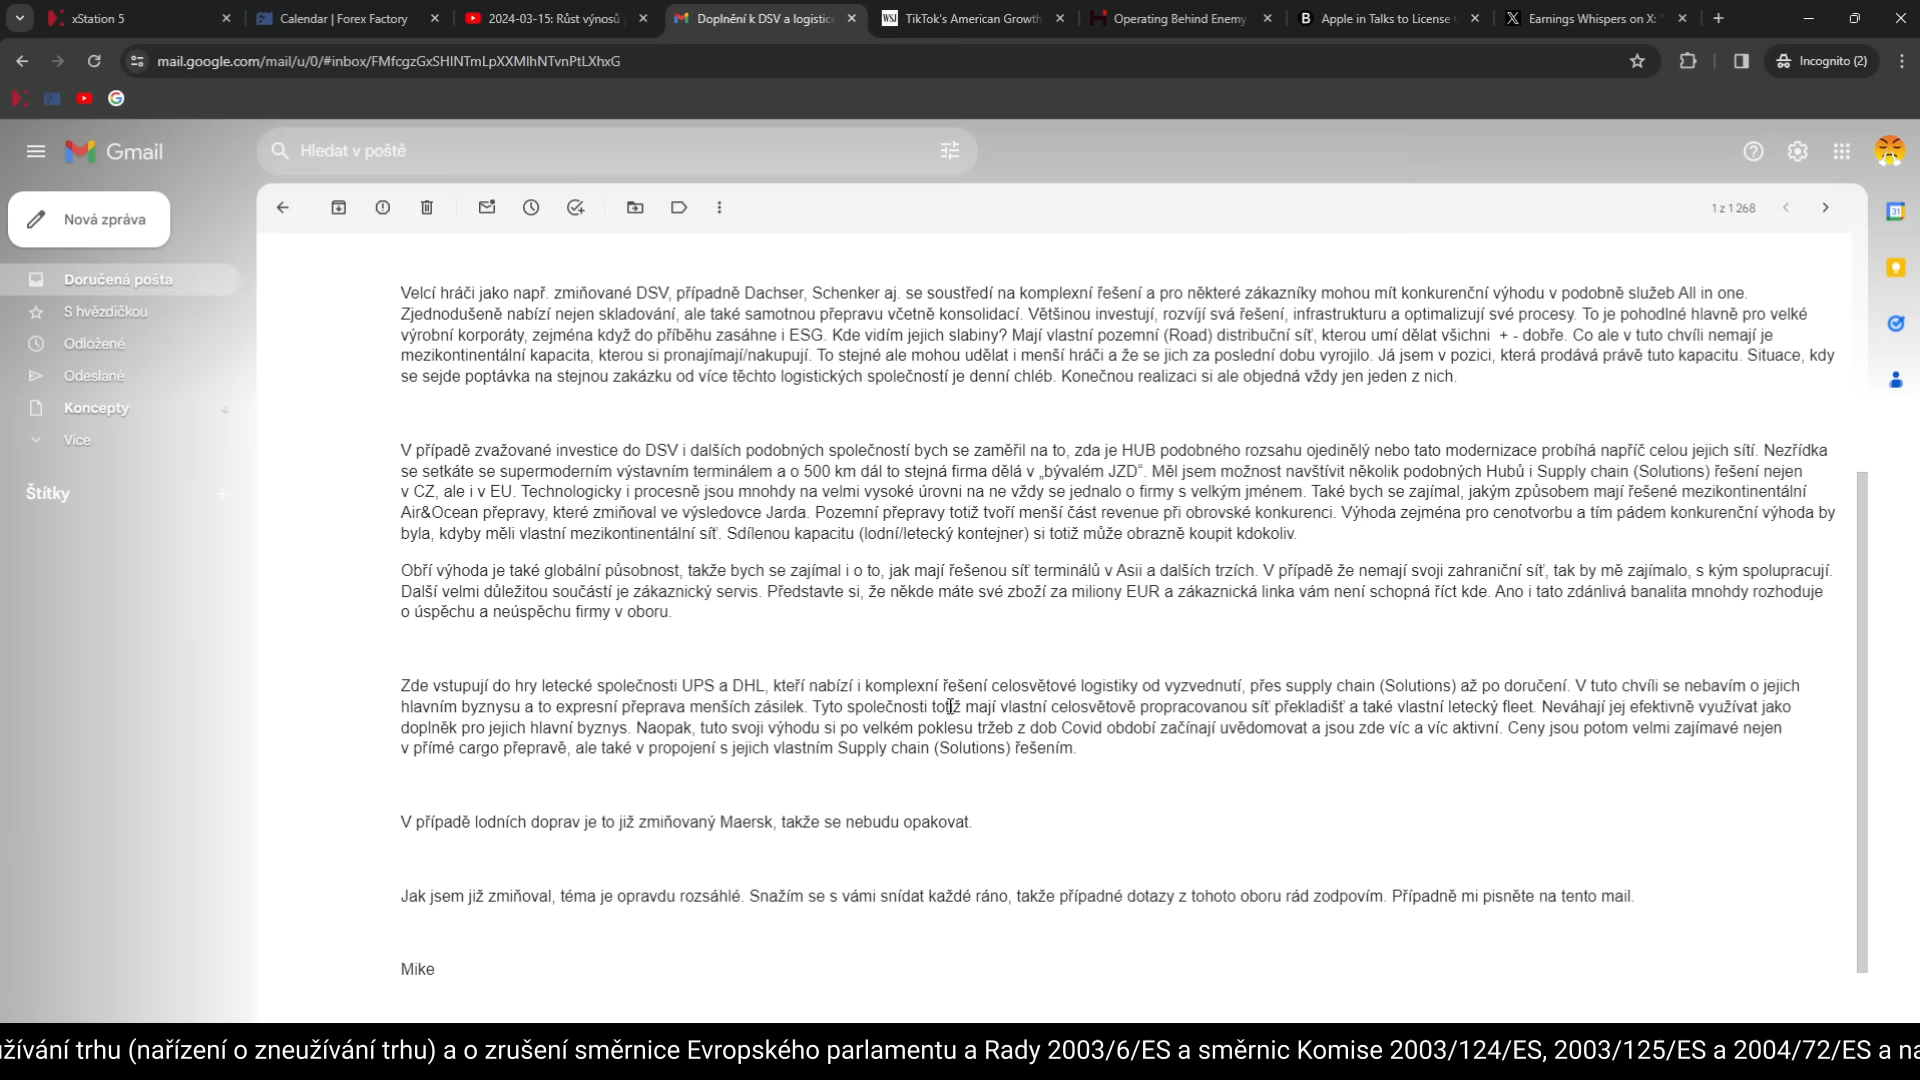 xStation 5
Calendar | Forex Factory
2024-03-15: Růst výnosů
Doplnění k DSV a logistic
WSJ
TikTok's American Growth
Operating Behind Enemy
Apple in Talks to License
Earnings Whispers on X:
mail.google.com/mail/u/0/#inbox/FMfcgzGxSHINTmLpXXMlhNTvnPtLXhxG
Incognito (2)
Gmail
Hledat v poště
Nová zpráva
1 z 1 268
Doručená pošta
S hvězdičkou
Odložené
Odeslané
Koncepty 4
Více
Štítky
31
Velcí hráči jako např. zmiňované DSV, případně Dachser, Schenker aj. se soustředí na komplexní řešení a pro některé zákazníky mohou mít konkurenční výhodu v podobně služeb All in one.
Zjednodušeně nabízí nejen skladování, ale také samotnou přepravu včetně konsolidací. Většinou investují, rozvíjí svá řešení, infrastrukturu a optimalizují své procesy. To je pohodlné hlavně pro velké
výrobní korporáty, zejména když do příběhu zasáhne i ESG. Kde vidím jejich slabiny? Mají vlastní pozemní (Road) distribuční síť, kterou umí dělat všichni + - dobře. Co ale v tuto chvíli nemají je
mezikontinentální kapacita, kterou si pronajímají/nakupují. To stejné ale mohou udělat i menší hráči a že se jich za poslední dobu vyrojilo. Já jsem v pozici, která prodává právě tuto kapacitu. Situace, kdy
se sejde poptávka na stejnou zakázku od více těchto logistických společností je denní chléb. Konečnou realizaci si ale objedná vždy jen jeden z nich.
V případě zvažované investice do DSV i dalších podobných společností bych se zaměřil na to, zda je HUB podobného rozsahu ojedinělý nebo tato modernizace probíhá napříč celou jejich sítí. Nezřídka
se setkáte se supermoderním výstavním terminálem a o 500 km dál to stejná firma dělá v „bývalém JZD“. Měl jsem možnost navštívit několik podobných Hubů i Supply chain (Solutions) řešení nejen
v CZ, ale i v EU. Technologicky i procesně jsou mnohdy na velmi vysoké úrovni na ne vždy se jednalo o firmy s velkým jménem. Také bych se zajímal, jakým způsobem mají řešené mezikontinentální
Air&Ocean přepravy, které zmiňoval ve výsledovce Jarda. Pozemní přepravy totiž tvoří menší část revenue při obrovské konkurenci. Výhoda zejména pro cenotvorbu a tím pádem konkurenční výhoda by
byla, kdyby měli vlastní mezikontinentální síť. Sdílenou kapacitu (lodní/letecký kontejner) si totiž může obrazně koupit kdokoliv.
Obří výhoda je také globální působnost, takže bych se zajímal i o to, jak mají řešenou síť terminálů v Asii a dalších trzích. V případě že nemají svoji zahraniční síť, tak by mě zajímalo, s kým spolupracují.
Další velmi důležitou součástí je zákaznický servis. Představte si, že někde máte své zboží za miliony EUR a zákaznická linka vám není schopná říct kde. Ano i tato zdánlivá banalita mnohdy rozhoduje
o úspěchu a neúspěchu firmy v oboru.
Zde vstupují do hry letecké společnosti UPS a DHL, kteří nabízí i komplexní řešení celosvětové logistiky od vyzvednutí, přes supply chain (Solutions) až po doručení. V tuto chvíli se nebavím o jejich
hlavním byznysu a to expresní přeprava menších zásilek. Tyto společnosti totiž mají vlastní celosvětově propracovanou síť překladišť a také vlastní letecký fleet. Neváhají jej efektivně využívat jako
doplněk pro jejich hlavní byznys. Naopak, tuto svoji výhodu si po velkém poklesu tržeb z dob Covid období začínají uvědomovat a jsou zde víc a víc aktivní. Ceny jsou potom velmi zajímavé nejen
v přímé cargo přepravě, ale také v propojení s jejich vlastním Supply chain (Solutions) řešením.
V případě lodních doprav je to již zmiňovaný Maersk, takže se nebudu opakovat.
Jak jsem již zmiňoval, téma je opravdu rozsáhlé. Snažím se s vámi snídat každé ráno, takže případné dotazy z tohoto oboru rád zodpovím. Případně mi pisněte na tento mail.
Mike
žívání trhu (nařízení o zneužívání trhu) a o zrušení směrnice Evropského parlamentu a Rady 2003/6/ES a směrnic Komise 2003/124/ES, 2003/125/ES a 2004/72/ES a na